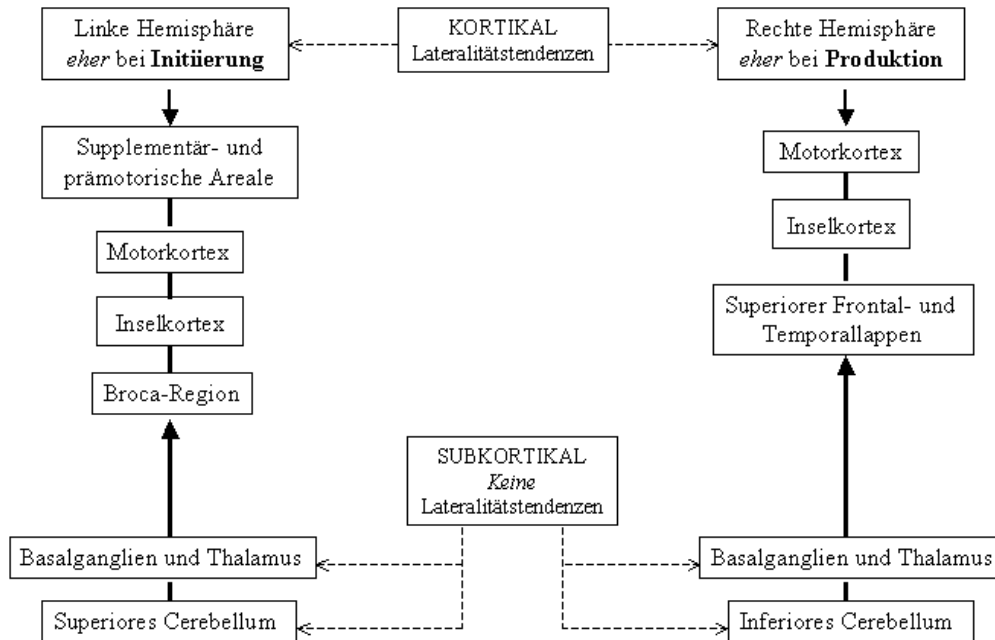 Linke Hemisphäre
eher bei Initiierung
KORTIKAL
Lateralitätstendenzen
Rechte Hemisphäre
eher bei Produktion
Supplementär- und
prämotorische Areale
Motorkortex
Inselkortex
Broca-Region
Motorkortex
Inselkortex
Superiorer Frontal- und
Temporallappen
SUBKORTIKAL
Keine
Lateralitätstendenzen
Basalganglien und Thalamus
Superiores Cerebellum
Basalganglien und Thalamus
Inferiores Cerebellum